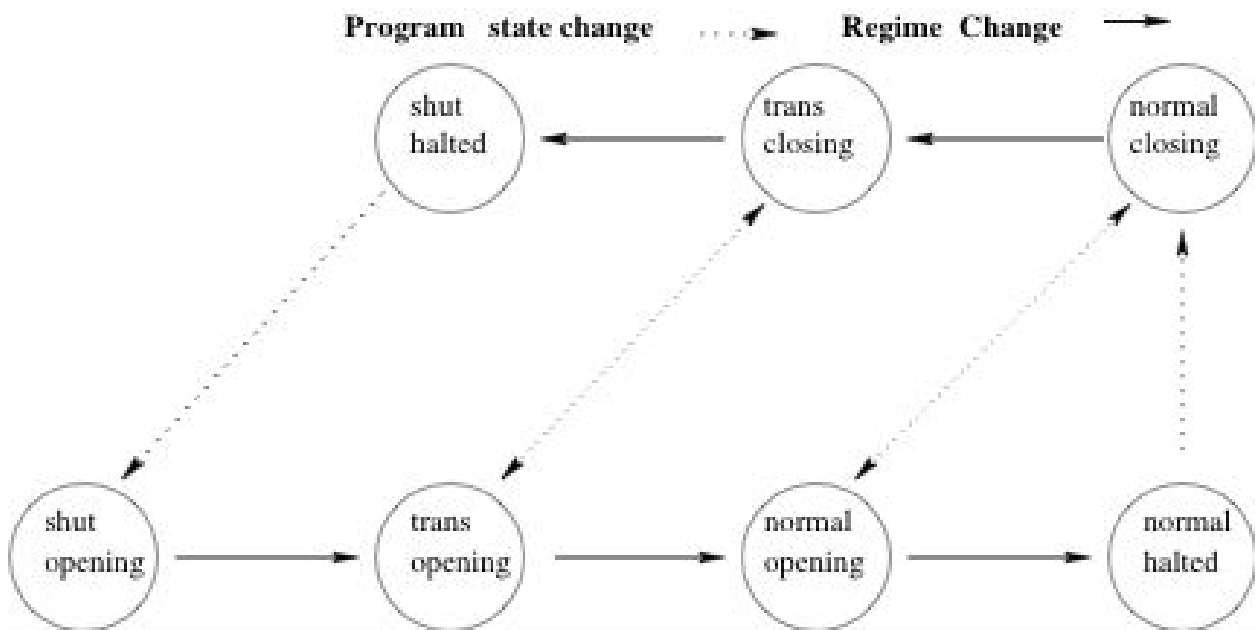 Program state change Regime Change
shut
halted
trans
closing
normal
closing
shut
opening
trans
opening
normal
opening
normal
halted